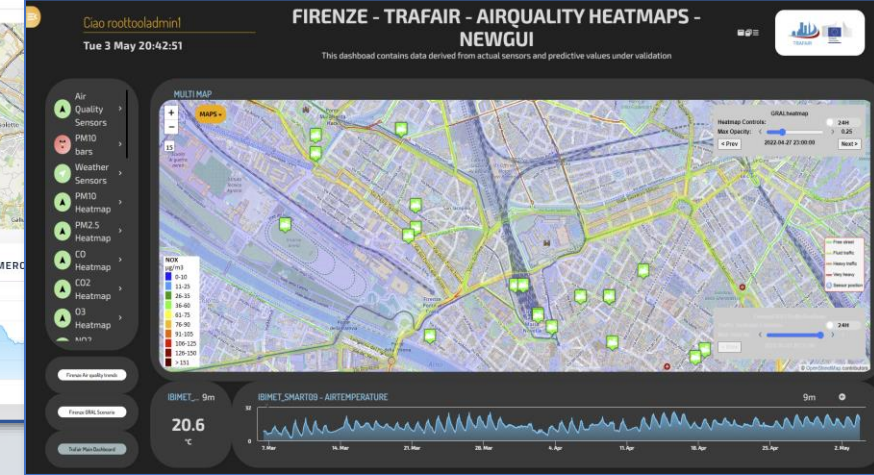 Ciao roottooladmin1
Tue 3 May 20:42:51
FIRENZE - TRAFAIR - AIRQUALITY HEATMAPS -
NEWGUI
This dashboad contains data derived from actual sensors and predictive values under validation
TRAFAIR
Air
Quality
Sensors
PM10
bars
Weather
Sensors
PM10
Heatmap
PM2.5
Heatmap
CO
Heatmap
CO2
Heatmap
O3
Heatmap
NO2
Firenze Air quality trends
Firenze GRAL Scenario
Trafair Main Dashboard
MULTI MAP
+
MAPS
−
15
GRALheatmap
Heatmap Controls:
24H
Max Opacity: < > 0.25
< Prev 2022-04-27 23:00:00 Next >
Free street
Fluid traffic
Heavy traffic
Very heavy
Sensor position
24H
NOX
µg/m3
0-10
11-25
26-35
36-60
61-75
76-90
91-105
106-125
126-150
> 151
© OpenStreetMap contributors
IBIMET_... 9m
20.6
°C
IBIMET_SMART09 - AIRTEMPERATURE 9m
32
0
7. Mar 14. Mar 21. Mar 28. Mar 4. Apr 11. Apr 18. Apr 25. Apr 2. May
MERC